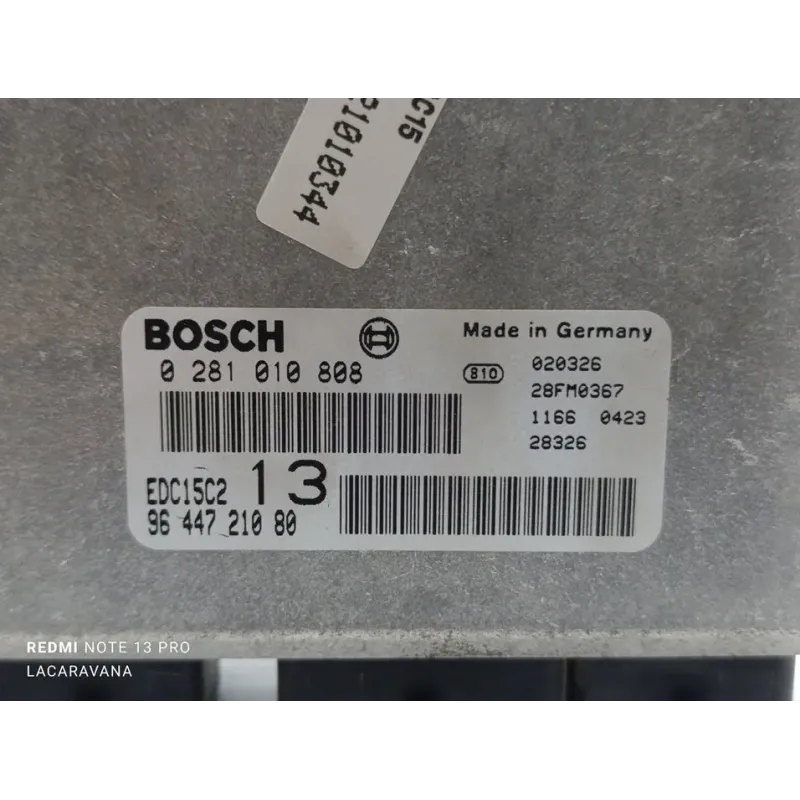 C15
21010344
BOSCH
Made in Germany
0 281 010 808
810
020326
28FM0367
1166 0423
28326
EDC15C2
13
96 447 210 80
REDMI NOTE 13 PRO
LACARAVANA